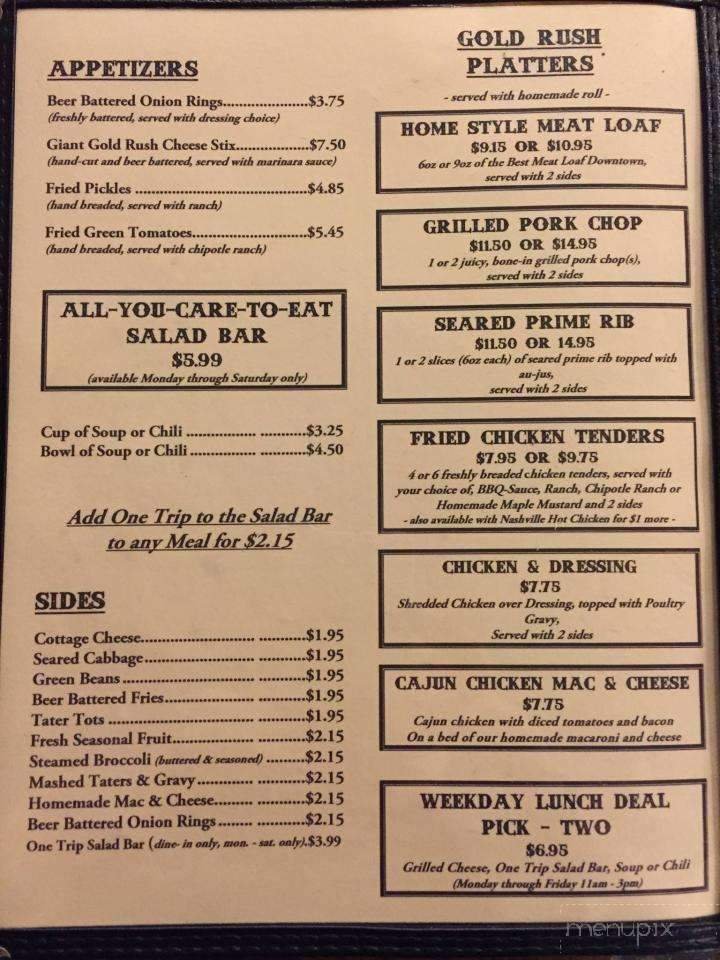 APPETIZERS
Beer Battered Onion Rings......................$3.75
(freshly battered, served with dressing choice)
Giant Gold Rush Cheese Stix...................$7.50
(hand-cut and beer battered, served with marinara sauce)
Fried Pickles .............................................$4.85
(hand breaded, served with ranch)
Fried Green Tomatoes..............................$5.45
(hand breaded, served with chipotle ranch)
ALL-YOU-CARE-TO-EAT
SALAD BAR
$5.99
(available Monday through Saturday only)
Cup of Soup or Chili .................. ............$3.25
Bowl of Soup or Chili ................. ............$4.50
Add One Trip to the Salad Bar
to any Meal for $2.15
SIDES
Cottage Cheese............................. ............$1.95
Seared Cabbage............................ ............$1.95
Green Beans ................................. ............$1.95
Beer Battered Fries....................... ............$1.95
Tater Tots ..................................... ............$1.95
Fresh Seasonal Fruit..................... ............$2.15
Steamed Broccoli (buttered & seasoned) ..........$2.15
Mashed Taters & Gravy............... ............$2.15
Homemade Mac & Cheese.......... ............$2.15
Beer Battered Onion Rings ......... ............$2.15
One Trip Salad Bar (dine- in only, mon. - sat. only).$3.99
GOLD RUSH
PLATTERS
- served with homemade roll -
HOME STYLE MEAT LOAF
$9.15 OR $10.95
6oz or 9oz of the Best Meat Loaf Downtown,
served with 2 sides
GRILLED PORK CHOP
$11.50 OR $14.95
1 or 2 juicy, bone-in grilled pork chop(s),
served with 2 sides
SEARED PRIME RIB
$11.50 OR 14.95
1 or 2 slices (6oz each) of seared prime rib topped with
au-jus,
served with 2 sides
FRIED CHICKEN TENDERS
$7.95 OR $9.75
4 or 6 freshly breaded chicken tenders, served with
your choice of, BBQ-Sauce, Ranch, Chipotle Ranch or
Homemade Maple Mustard and 2 sides
- also available with Nashville Hot Chicken for $1 more -
CHICKEN & DRESSING
$7.75
Shredded Chicken over Dressing, topped with Poultry
Gravy,
Served with 2 sides
CAJUN CHICKEN MAC & CHEESE
$7.75
Cajun chicken with diced tomatoes and bacon
On a bed of our homemade macaroni and cheese
WEEKDAY LUNCH DEAL
PICK - TWO
$6.95
Grilled Cheese, One Trip Salad Bar, Soup or Chili
(Monday through Friday 11am - 3pm)
menupix